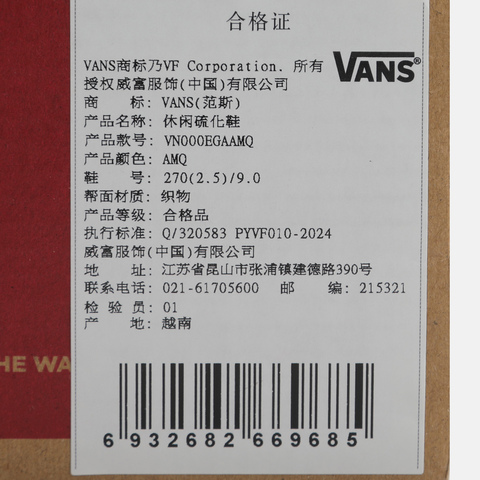 合格证
VANS商标乃VF Corporation. 所有
VANS®
授权威富服饰(中国)有限公司
商 标: VANS(范斯)
产品名称: 休闲硫化鞋
产品款号: VN000EGAAMQ
产品颜色: AMQ
鞋 号: 270(2.5)/9.0
帮面材质: 织物
产品等级: 合格品
执行标准: Q/320583 PYVF010-2024
威富服饰(中国)有限公司
地 址: 江苏省昆山市张浦镇建德路390号
联系电话: 021-61705600 邮 编: 215321
检 验 员: 01
产 地: 越南
HE WA
6 932682 669685